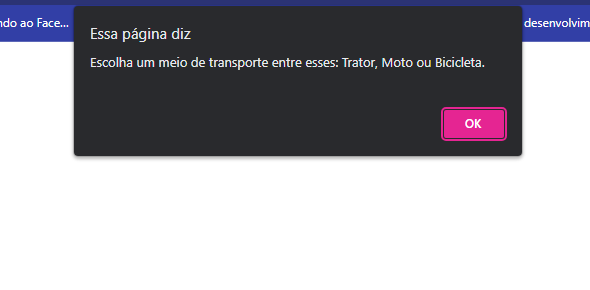 ndo ao Face...
desenvolvim
Essa página diz
Escolha um meio de transporte entre esses: Trator, Moto ou Bicicleta.
OK